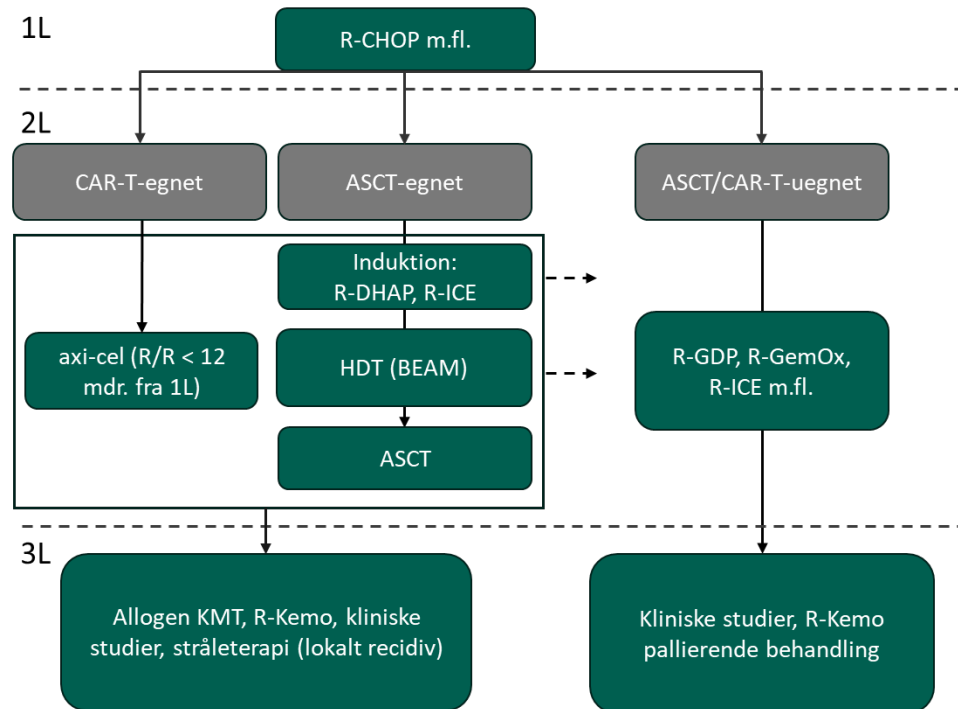 1L
R-CHOP m.fl.
2L
CAR-T-egnet
ASCT-egnet
ASCT/CAR-T-uegnet
Induktion:
R-DHAP, R-ICE
axi-cel (R/R < 12
mdr. fra 1L)
HDT (BEAM)
R-GDP, R-GemOx,
R-ICE m.fl.
ASCT
3L
Allogen KMT, R-Kemo, kliniske
studier, stråleterapi (lokalt recidiv)
Kliniske studier, R-Kemo
pallierende behandling